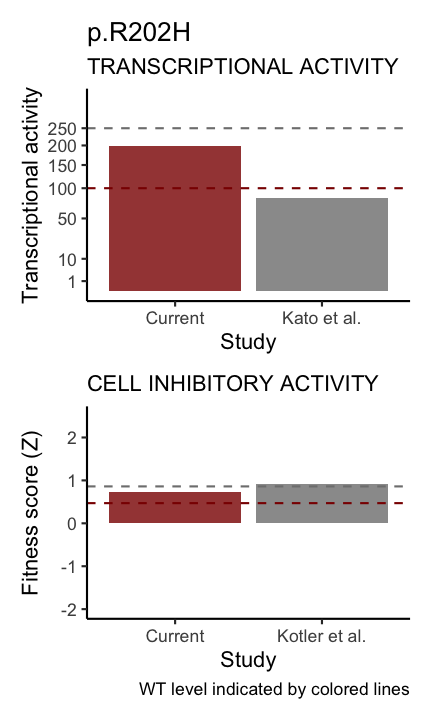 p.R202H
TRANSCRIPTIONAL ACTIVITY
Transcriptional activity
250
200
150
100
50
10
1
Current
Kato et al.
Study
CELL INHIBITORY ACTIVITY
Fitness score (Z)
2
1
0
-1
-2
Current
Kotler et al.
Study
WT level indicated by colored lines